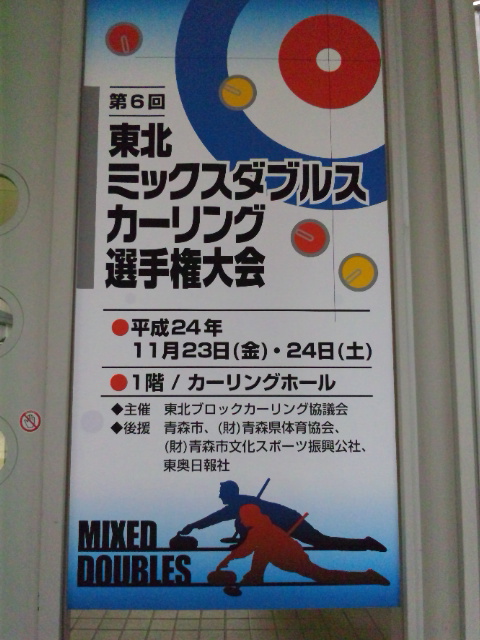 第6回
東北
ミックスダブルス
カーリング
選手権大会
●平成24年
11月23日(金)・24日(土)
●1階 / カーリングホール
◆主催 東北ブロックカーリング協議会
◆後援 青森市、(財)青森県体育協会、
(財)青森市文化スポーツ振興公社、
東奥日報社
MIXED
DOUBLES